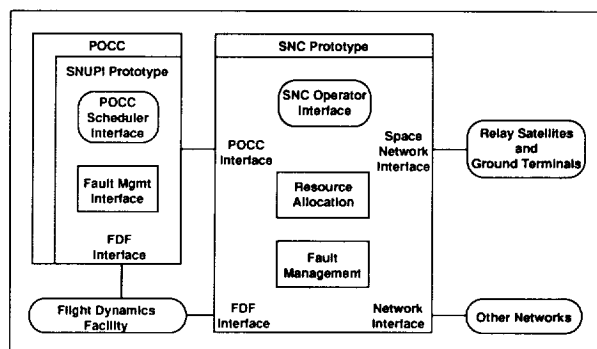 POCC
SNUPI Prototype
POCC
Scheduler
Interface
Fault Mgmt
Interface
FDF
Interface
Flight Dynamics
Facility
SNC Prototype
SNC Operator
Interface
POCC
Interface
Space
Network
Interface
Resource
Allocation
Fault
Management
FDF
Interface
Network
Interface
Relay Satellites
and
Ground Terminals
Other Networks